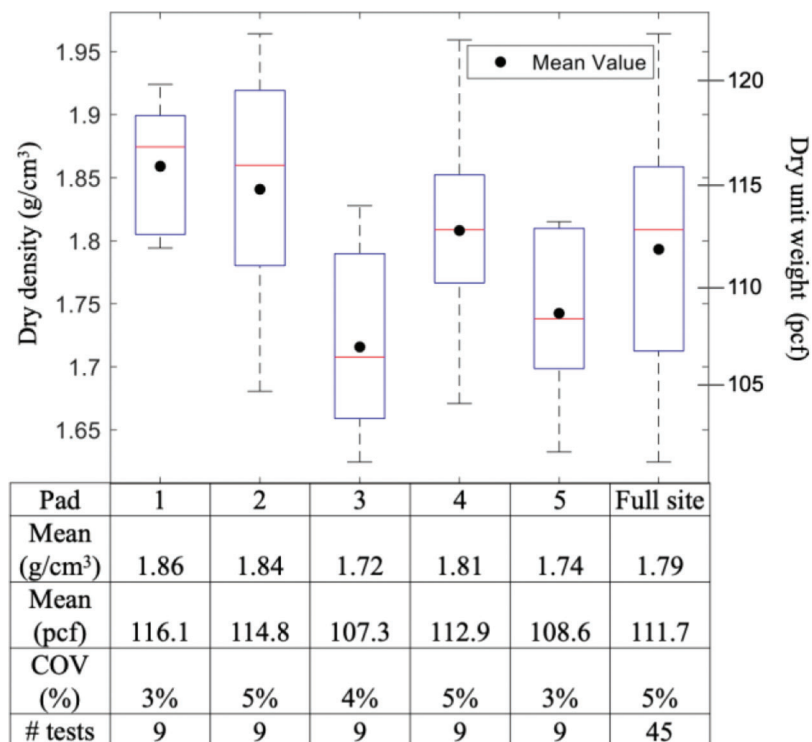 1.95
1.9
1.85
1.8
1.75
1.7
1.65
Dry density (g/cm³)
Mean Value
120
115
110
105
Dry unit weight (pcf)
Pad 1 2 3 4 5 Full site
Mean
(g/cm³) 1.86 1.84 1.72 1.81 1.74 1.79
Mean
(pcf) 116.1 114.8 107.3 112.9 108.6 111.7
COV
(%) 3% 5% 4% 5% 3% 5%
# tests 9 9 9 9 9 45